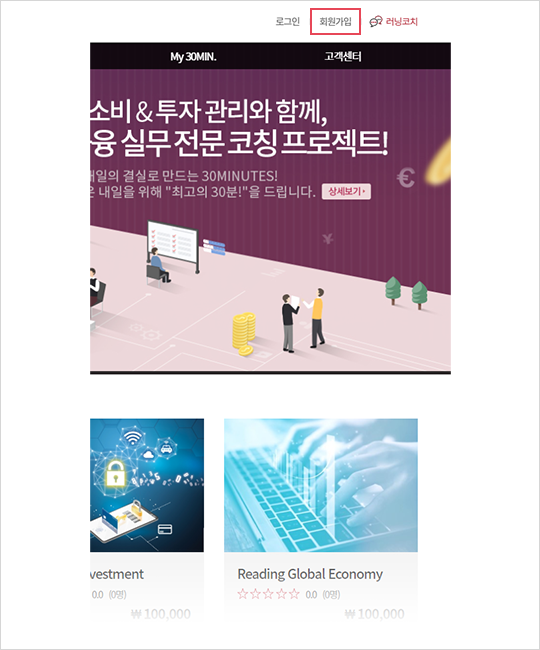 로그인 회원가입 러닝코치
My 30MIN. 고객센터
소비 & 투자 관리와 함께,
융 실무 전문 코칭 프로젝트!
내일의 결실로 만드는 30MINUTES!
은 내일을 위해 "최고의 30분!"을 드립니다. 상세보기
€
¥
vestment
0.0 (0명)
₩ 100,000
Reading Global Economy
☆☆☆☆☆ 0.0 (0명)
₩ 100,000